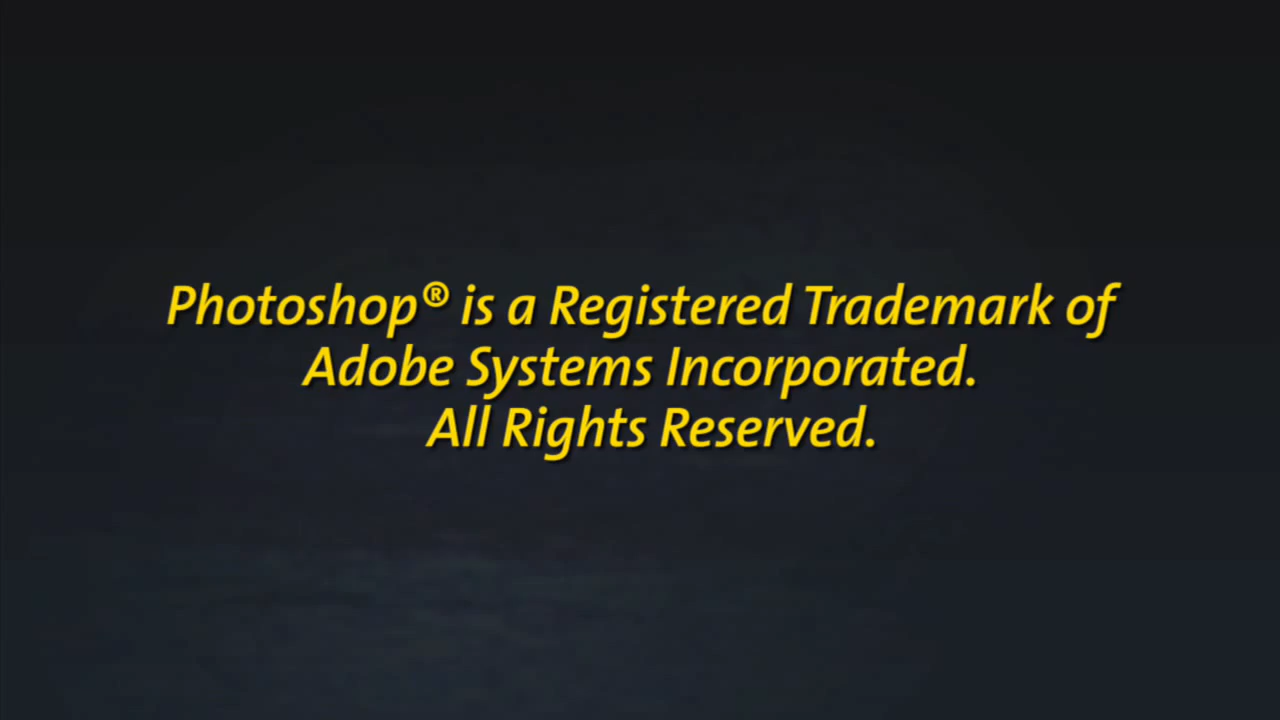 Photoshop® is a Registered Trademark of
Adobe Systems Incorporated.
All Rights Reserved.